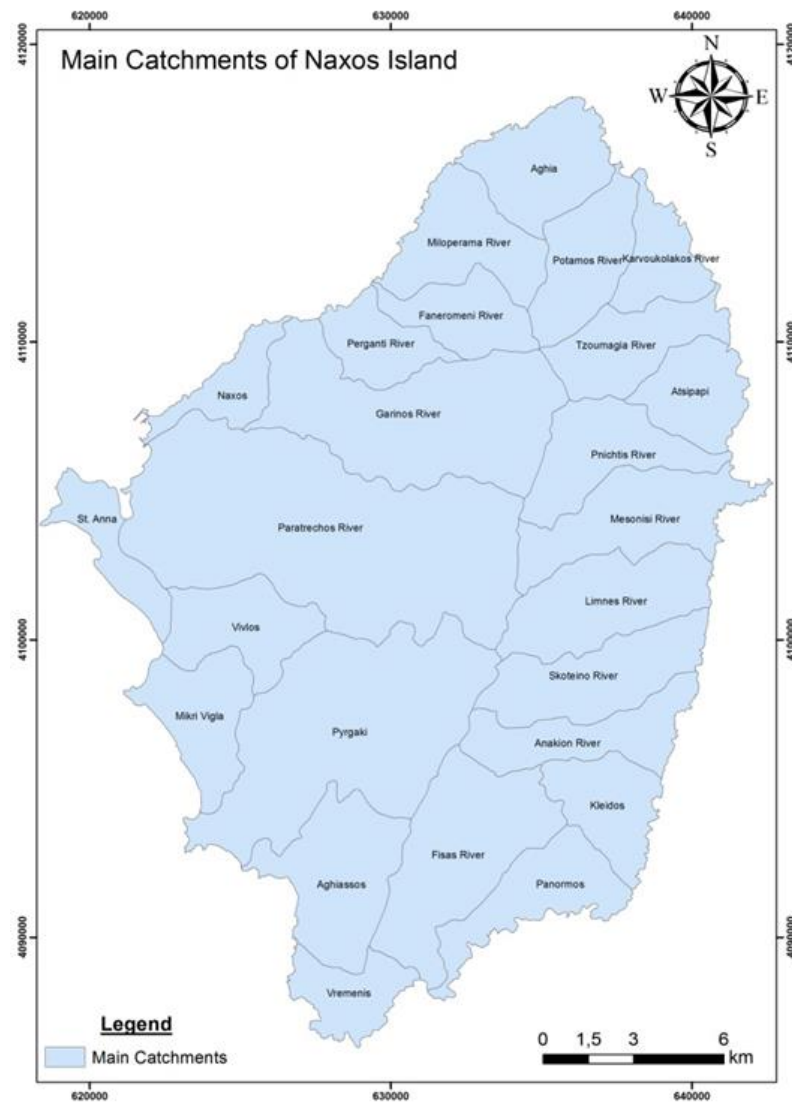 620000 630000 640000
4120000 4120000
Main Catchments of Naxos Island
N
W E
S
Aghia
Miloperama River
Potamos River
Karvoukolakos River
Faneromeni River
4110000 4110000
Perganti River
Tzoumagia River
Naxos
Atsipapi
Garinos River
Pnichtis River
St. Anna
Mesonisi River
Paratrechos River
Limnes River
Vivlos
4100000 4100000
Skoteino River
Mikri Vigla
Pyrgaki
Anakion River
Kleidos
Fisas River
Aghiassos
Panormos
4090000 4090000
Vremenis
Legend
Main Catchments
0 1,5 3 6
km
620000 630000 640000